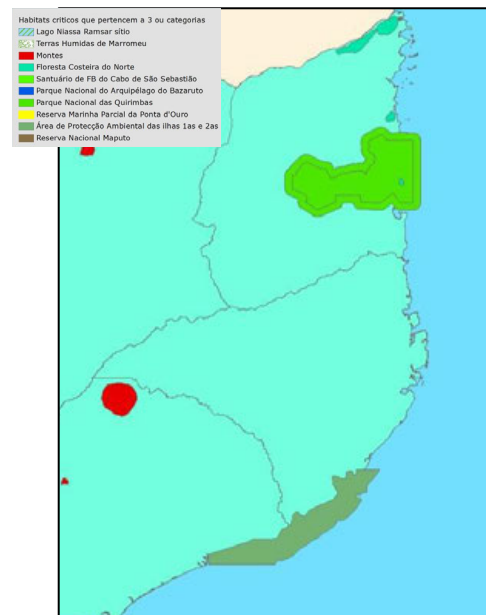 Habitats criticos que pertencem a 3 ou categorias
Lago Niassa Ramsar sítio
Terras Humidas de Marromeu
Montes
Floresta Costeira do Norte
Santuário de FB do Cabo de São Sebastião
Parque Nacional do Arquipélago do Bazaruto
Parque Nacional das Quirimbas
Reserva Marinha Parcial da Ponta d'Ouro
Área de Protecção Ambiental das ilhas 1as e 2as
Reserva Nacional Maputo